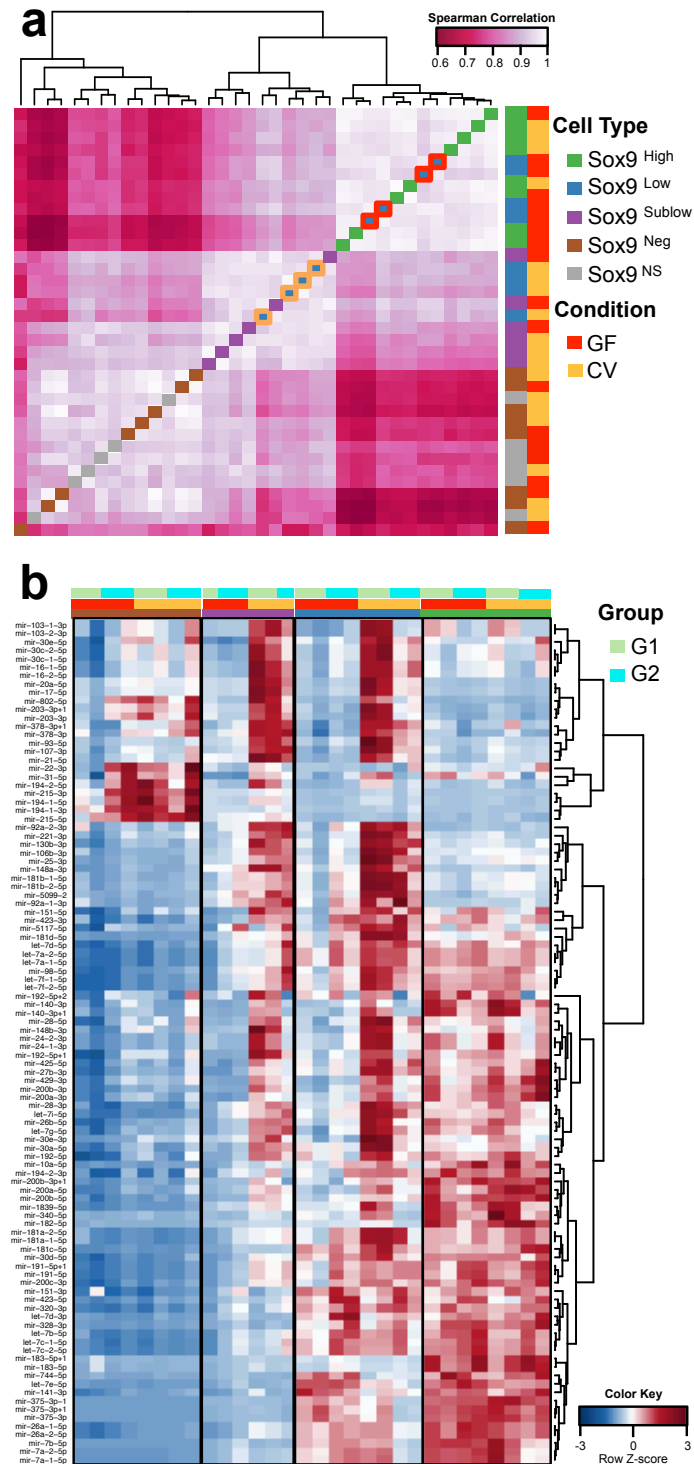 a
Spearman Correlation
0.6 0.7 0.8 0.9 1
Cell Type
Sox9 High
Sox9 Low
Sox9 Sublow
Sox9 Neg
Sox9 NS
Condition
GF
CV
b
Group
G1
G2
mir-103-1-3p
mir-103-2-3p
mir-30e-5p
mir-30c-2-5p
mir-30c-1-5p
mir-16-1-5p
mir-16-2-5p
mir-20a-5p
mir-17-5p
mir-802-5p
mir-203-3p+1
mir-203-3p
mir-378-3p+1
mir-378-3p
mir-93-5p
mir-107-3p
mir-21-5p
mir-22-3p
mir-31-5p
mir-194-2-5p
mir-215-3p
mir-194-1-5p
mir-194-1-3p
mir-215-5p
mir-92a-2-3p
mir-221-3p
mir-130b-3p
mir-106b-3p
mir-25-3p
mir-148a-3p
mir-181b-1-5p
mir-181b-2-5p
mir-5099-2
mir-92a-1-3p
mir-151-5p
mir-423-3p
mir-5117-5p
mir-181d-5p
let-7d-5p
let-7a-2-5p
let-7a-1-5p
mir-98-5p
let-7f-1-5p
let-7f-2-5p
mir-192-5p+2
mir-140-3p
mir-140-3p+1
mir-28-5p
mir-148b-3p
mir-24-2-3p
mir-24-1-3p
mir-192-5p+1
mir-425-5p
mir-27b-3p
mir-429-3p
mir-200b-3p
mir-200a-3p
mir-28-3p
let-7i-5p
mir-26b-5p
let-7g-5p
mir-30e-3p
mir-30a-5p
mir-192-5p
mir-10a-5p
mir-194-2-3p
mir-200b-3p+1
mir-200a-5p
mir-200b-5p
mir-1839-5p
mir-340-5p
mir-182-5p
mir-181a-2-5p
mir-181a-1-5p
mir-181c-5p
mir-30d-5p
mir-191-5p+1
mir-191-5p
mir-200c-3p
mir-151-3p
mir-423-5p
mir-320-3p
let-7d-3p
mir-328-3p
let-7b-5p
let-7c-1-5p
let-7c-2-5p
mir-183-5p+1
mir-183-5p
mir-744-5p
let-7e-5p
mir-141-3p
mir-375-3p-1
mir-375-3p+1
mir-375-3p
mir-26a-1-5p
mir-26a-2-5p
mir-7b-5p
mir-7a-2-5p
mir-7a-1-5p
Color Key
-3 0 3
Row Z-score